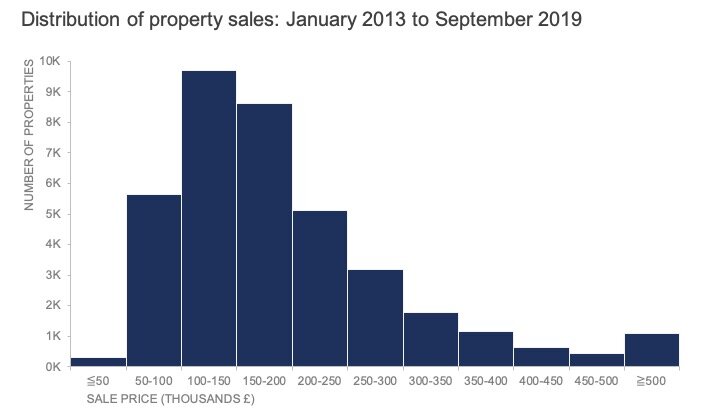 Distribution of property sales: January 2013 to September 2019
NUMBER OF PROPERTIES
10K
9K
8K
7K
6K
5K
4K
3K
2K
1K
0K
≦50 50-100 100-150 150-200 200-250 250-300 300-350 350-400 400-450 450-500 ≧500
SALE PRICE (THOUSANDS £)